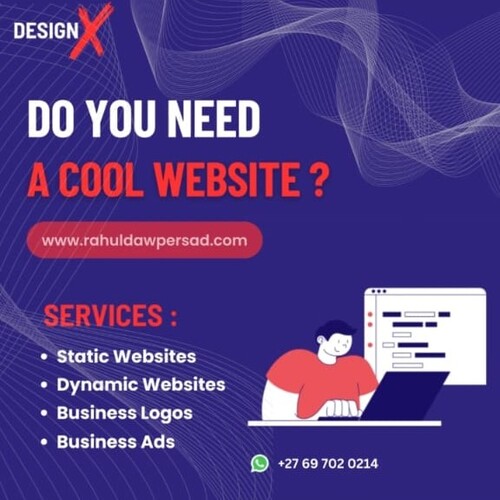 DESIGN X
DO YOU NEED
A COOL WEBSITE ?
www.rahuldawpersad.com
SERVICES :
• Static Websites
• Dynamic Websites
• Business Logos
• Business Ads
+27 69 702 0214